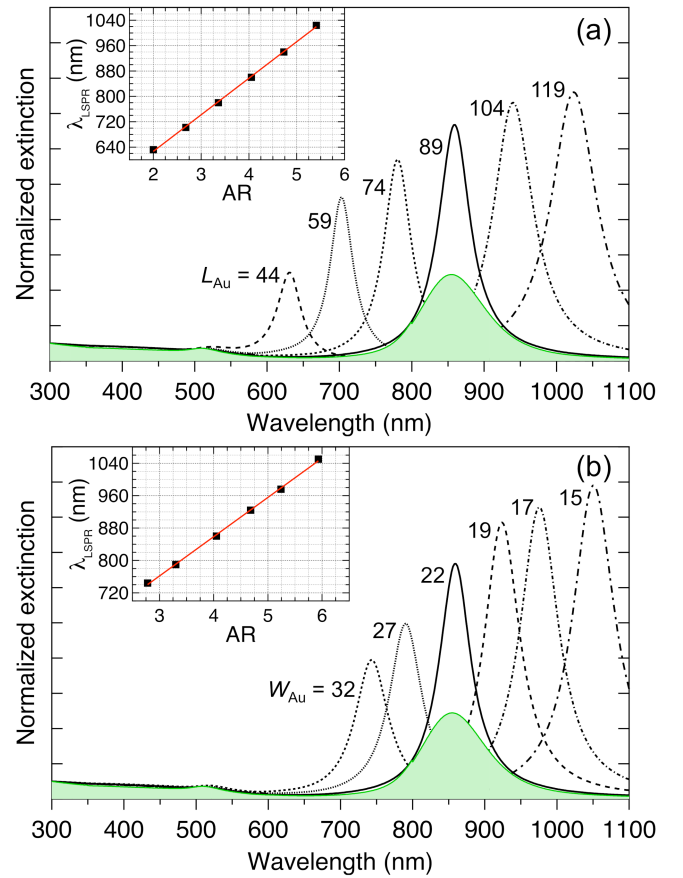 (a)
1040
960
880
800
720
640
λLSPR (nm)
2 3 4 5 6
AR
Normalized extinction
LAu = 44
59
74
89
104
119
300 400 500 600 700 800 900 1000 1100
Wavelength (nm)
(b)
1040
960
880
800
720
λLSPR (nm)
3 4 5 6
AR
Normalized exctinction
WAu = 32
27
22
19
17
15
300 400 500 600 700 800 900 1000 1100
Wavelength (nm)